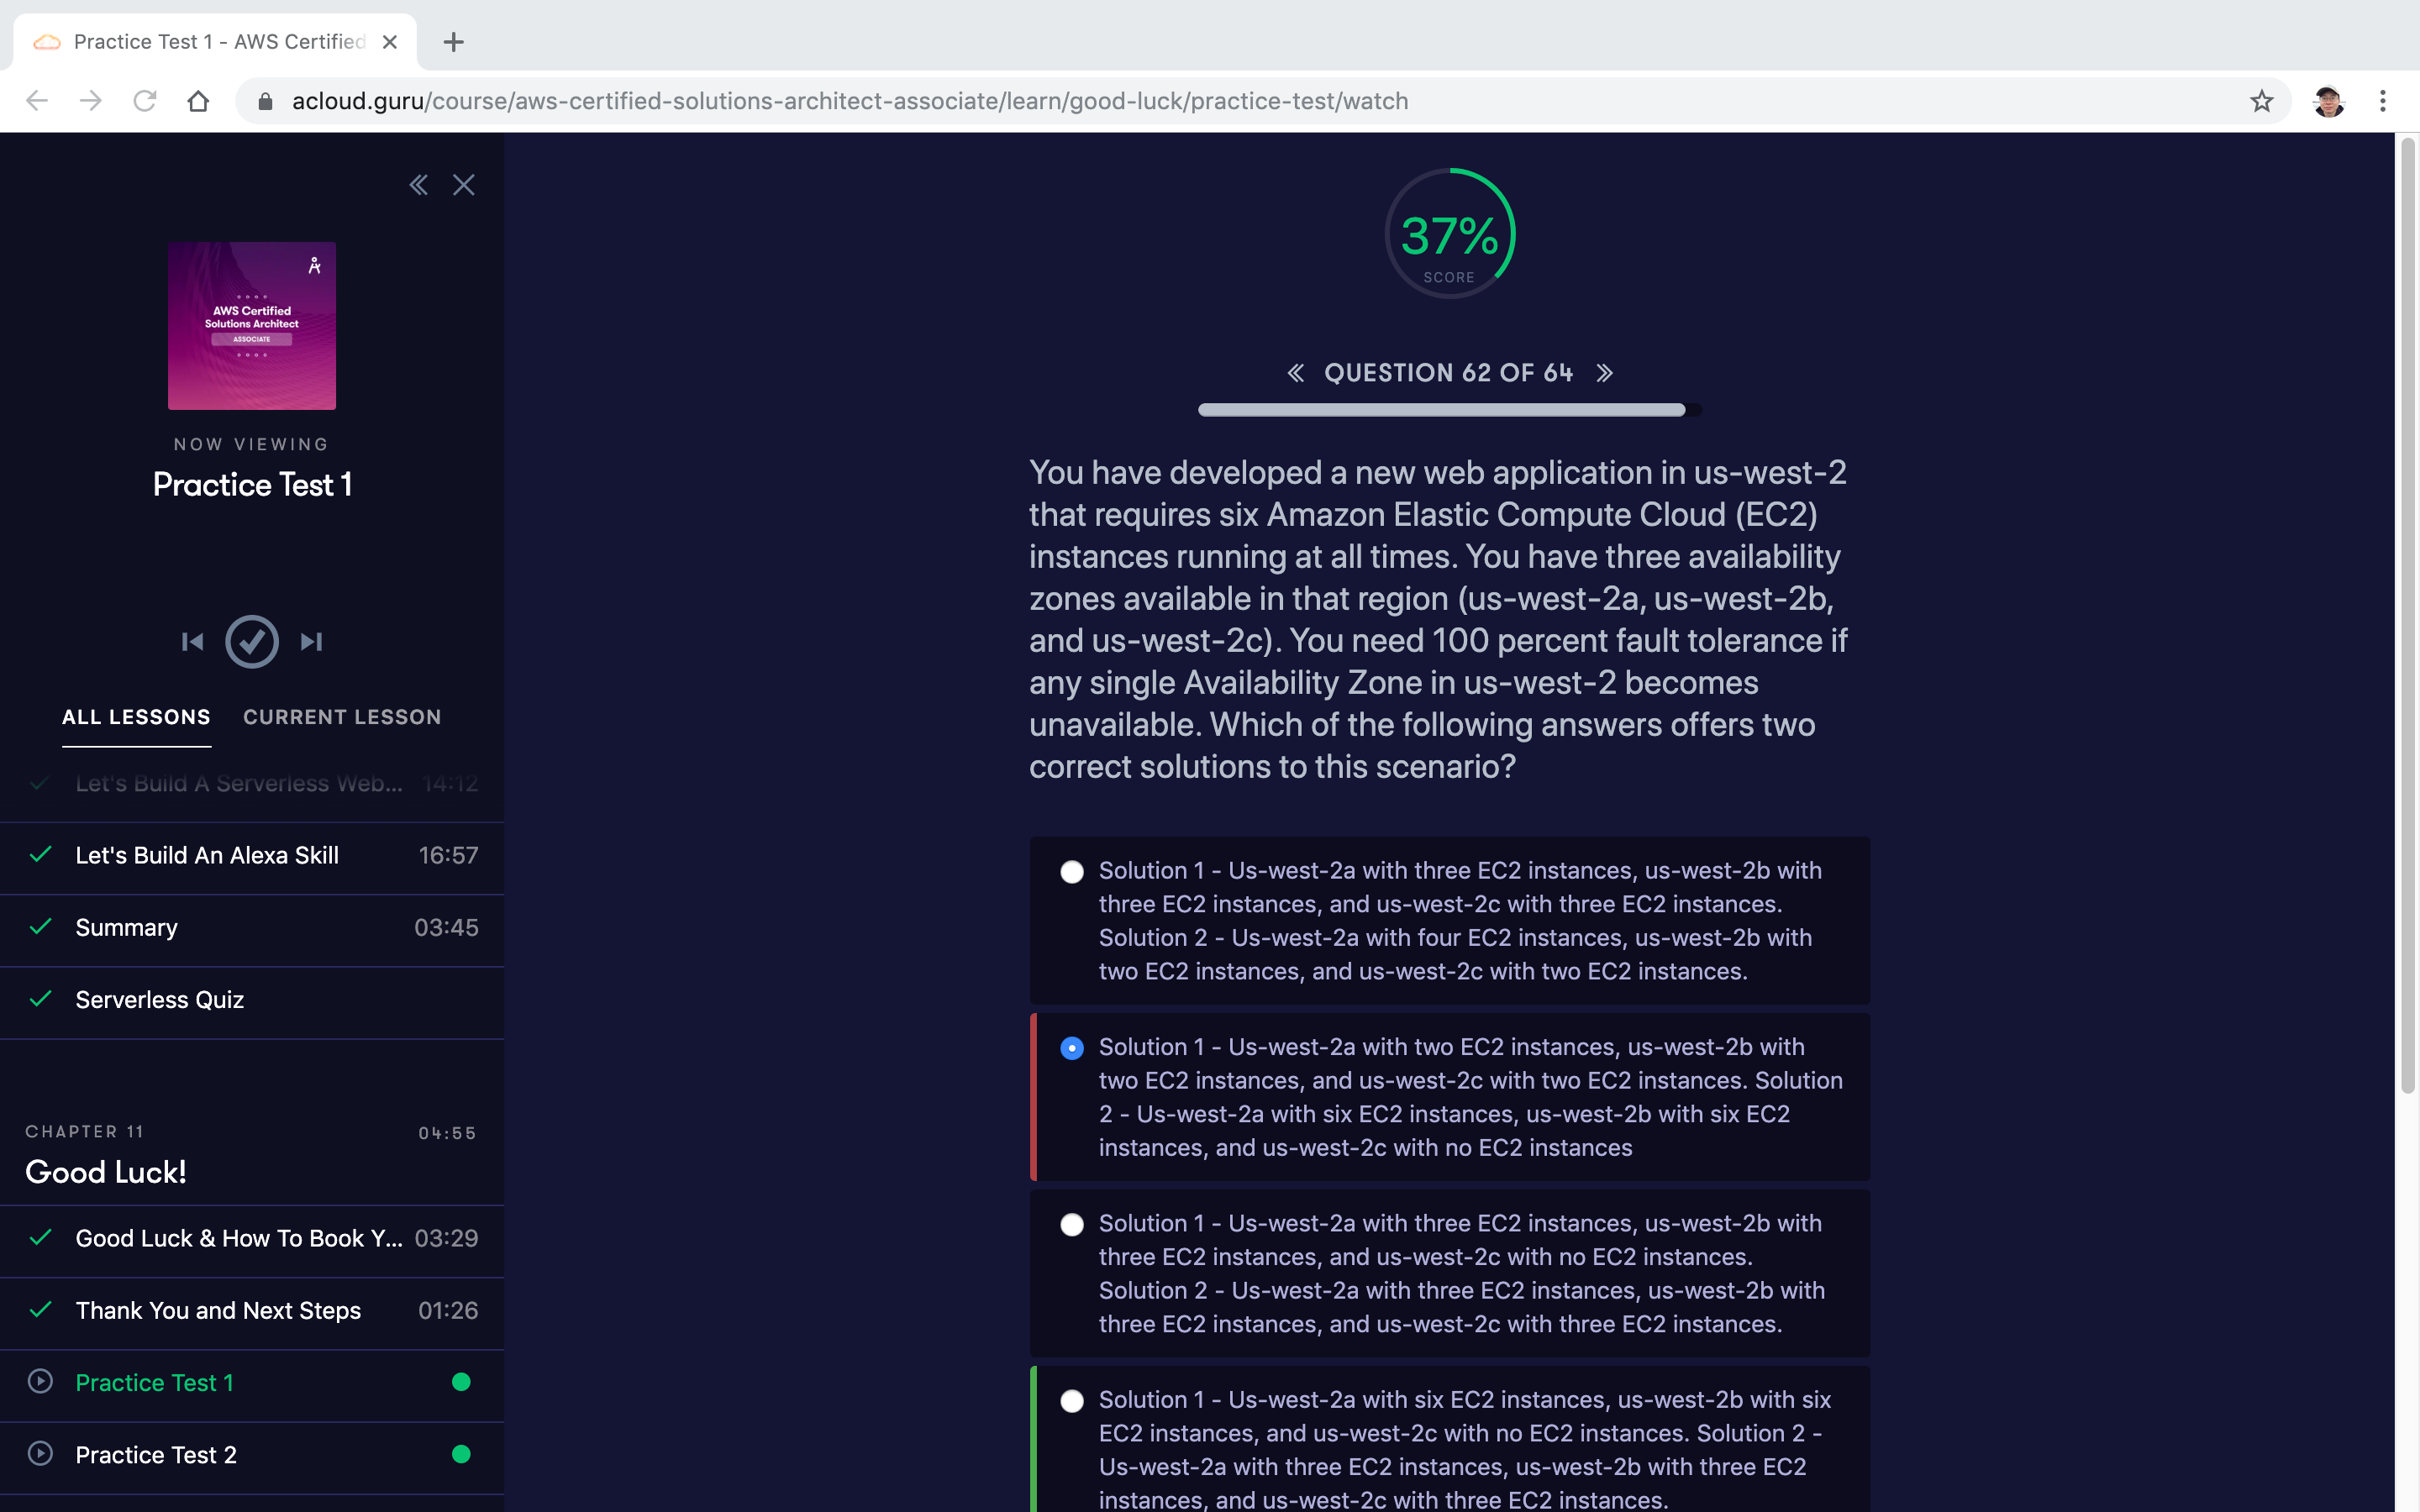 Practice Test 1 - AWS Certified
acloud.guru/course/aws-certified-solutions-architect-associate/learn/good-luck/practice-test/watch
AWS Certified
Solutions Architect
ASSOCIATE
NOW VIEWING
Practice Test 1
ALL LESSONS
CURRENT LESSON
Let's Build A Serverless Web... 14:12
Let's Build An Alexa Skill 16:57
Summary 03:45
Serverless Quiz
CHAPTER 11 04:55
Good Luck!
Good Luck & How To Book Y... 03:29
Thank You and Next Steps 01:26
Practice Test 1
Practice Test 2
37%
SCORE
QUESTION 62 OF 64
You have developed a new web application in us-west-2
that requires six Amazon Elastic Compute Cloud (EC2)
instances running at all times. You have three availability
zones available in that region (us-west-2a, us-west-2b,
and us-west-2c). You need 100 percent fault tolerance if
any single Availability Zone in us-west-2 becomes
unavailable. Which of the following answers offers two
correct solutions to this scenario?
Solution 1 - Us-west-2a with three EC2 instances, us-west-2b with
three EC2 instances, and us-west-2c with three EC2 instances.
Solution 2 - Us-west-2a with four EC2 instances, us-west-2b with
two EC2 instances, and us-west-2c with two EC2 instances.
Solution 1 - Us-west-2a with two EC2 instances, us-west-2b with
two EC2 instances, and us-west-2c with two EC2 instances. Solution
2 - Us-west-2a with six EC2 instances, us-west-2b with six EC2
instances, and us-west-2c with no EC2 instances
Solution 1 - Us-west-2a with three EC2 instances, us-west-2b with
three EC2 instances, and us-west-2c with no EC2 instances.
Solution 2 - Us-west-2a with three EC2 instances, us-west-2b with
three EC2 instances, and us-west-2c with three EC2 instances.
Solution 1 - Us-west-2a with six EC2 instances, us-west-2b with six
EC2 instances, and us-west-2c with no EC2 instances. Solution 2 -
Us-west-2a with three EC2 instances, us-west-2b with three EC2
instances, and us-west-2c with three EC2 instances.